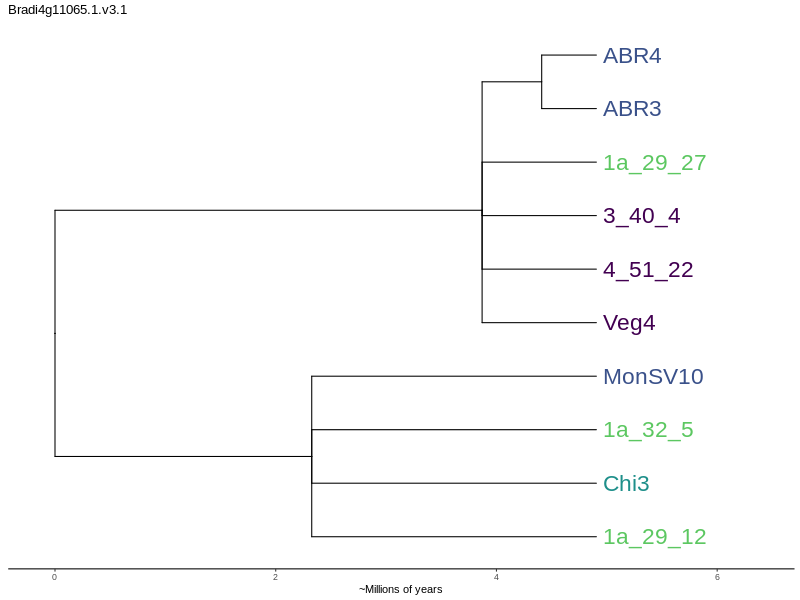 Bradi4g11065.1.v3.1
ABR4
ABR3
1a_29_27
3_40_4
4_51_22
Veg4
MonSV10
1a_32_5
Chi3
1a_29_12
0 2 4 6
~Millions of years